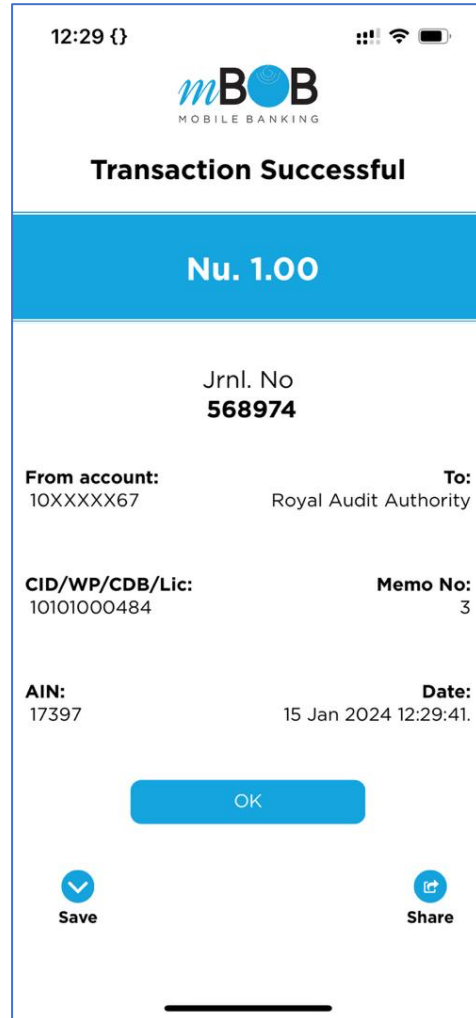 12:29 {}
mBOB
MOBILE BANKING
Transaction Successful
Nu. 1.00
Jrnl. No
568974
From account: To:
10XXXXX67 Royal Audit Authority
CID/WP/CDB/Lic: Memo No:
10101000484 3
AIN: Date:
17397 15 Jan 2024 12:29:41.
OK
Save Share